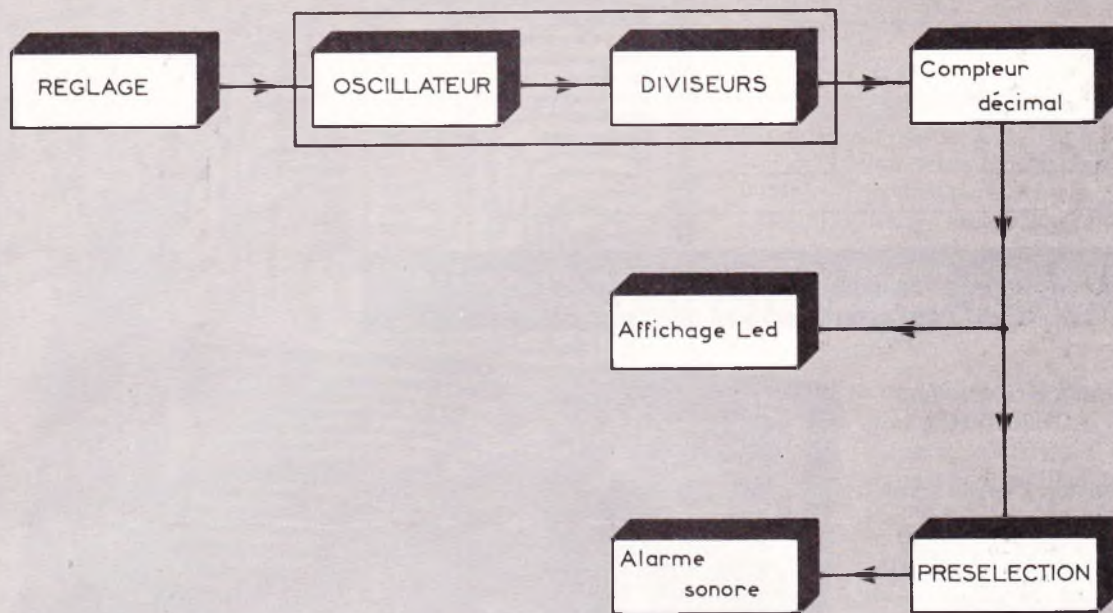 REGLAGE
OSCILLATEUR
DIVISEURS
Compteur
décimal
Affichage Led
Alarme
sonore
PRESELECTION